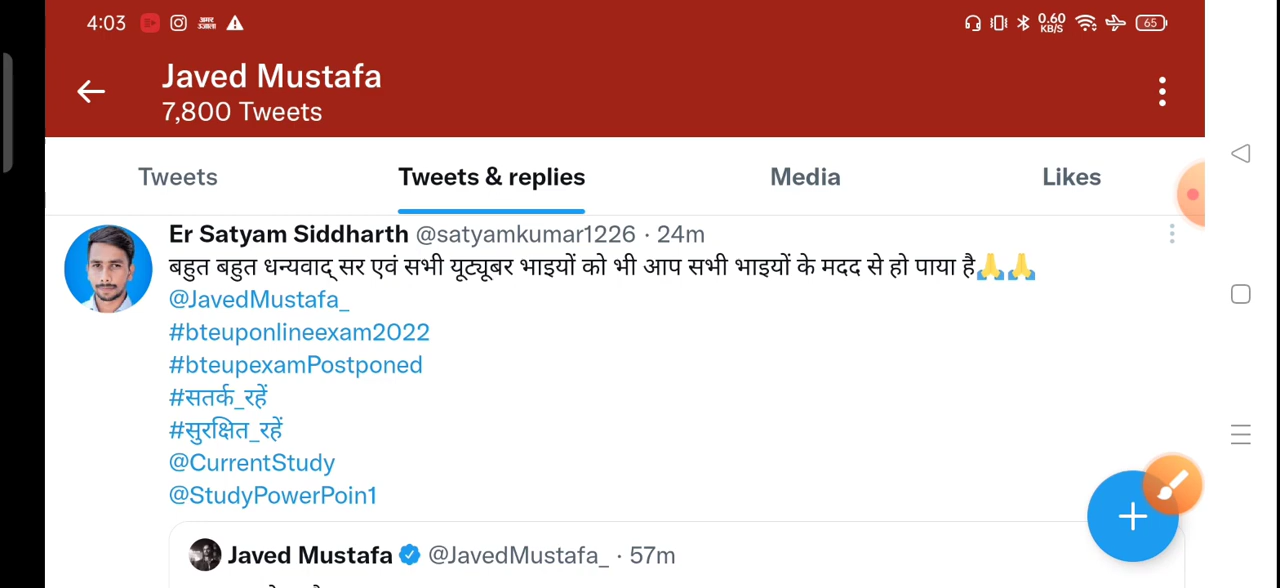 4:03 अमर उजाला 0.60 KB/S 65
Javed Mustafa
7,800 Tweets
Tweets Tweets & replies Media Likes
Er Satyam Siddharth @satyamkumar1226 · 24m
बहुत बहुत धन्यवाद् सर एवं सभी यूट्यूबर भाइयों को भी आप सभी भाइयों के मदद से हो पाया है🙏🙏
@JavedMustafa_
#bteuponlineexam2022
#bteupexamPostponed
#सतर्क_रहें
#सुरक्षित_रहें
@CurrentStudy
@StudyPowerPoin1
Javed Mustafa @JavedMustafa_ · 57m